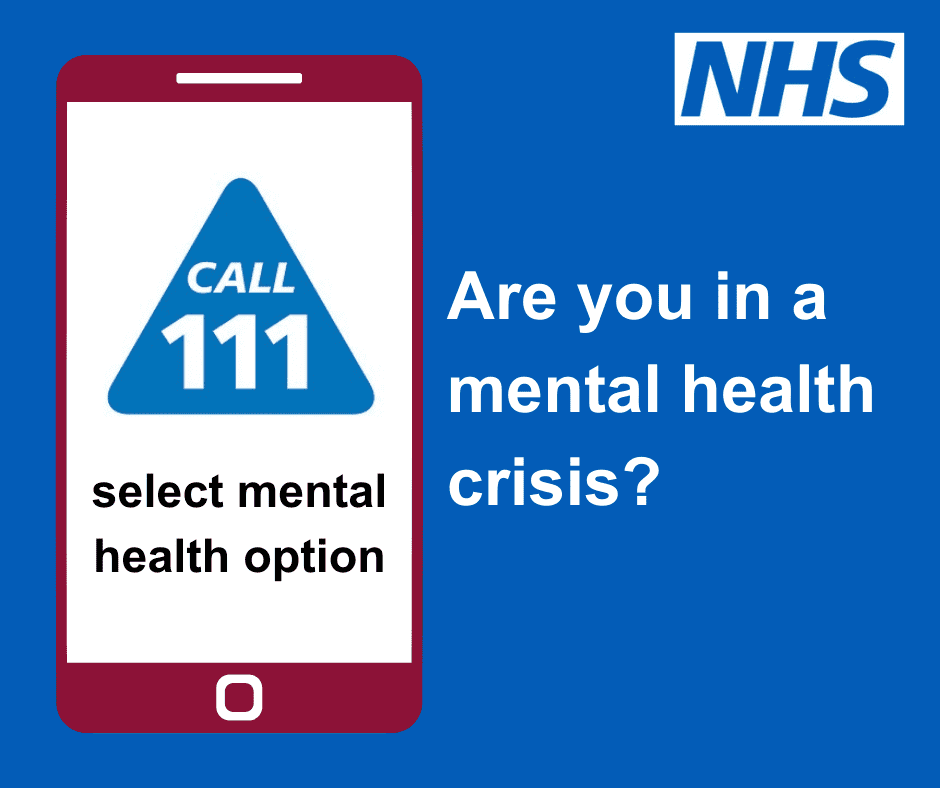 NHS
CALL
111
select mental
health option
Are you in a
mental health
crisis?